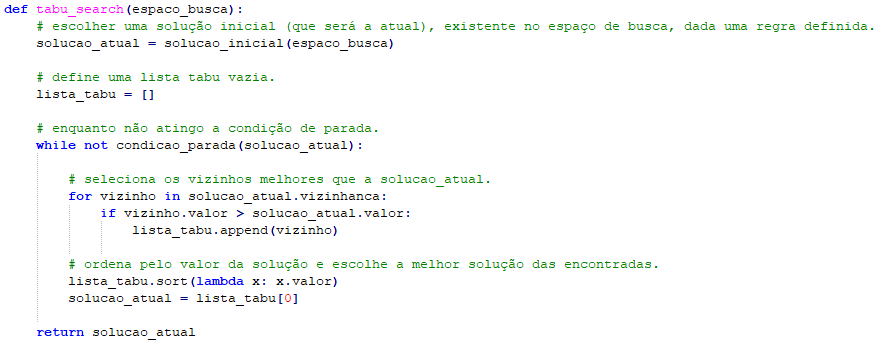 def tabu_search(espaco_busca):
    # escolher uma solução inicial (que será a atual), existente no espaço de busca, dada uma regra definida.
    solucao_atual = solucao_inicial(espaco_busca)

    # define uma lista tabu vazia.
    lista_tabu = []

    # enquanto não atingo a condição de parada.
    while not condicao_parada(solucao_atual):

        # seleciona os vizinhos melhores que a solucao_atual.
        for vizinho in solucao_atual.vizinhanca:
            if vizinho.valor > solucao_atual.valor:
                lista_tabu.append(vizinho)

        # ordena pelo valor da solução e escolhe a melhor solução das encontradas.
        lista_tabu.sort(lambda x: x.valor)
        solucao_atual = lista_tabu[0]

    return solucao_atual